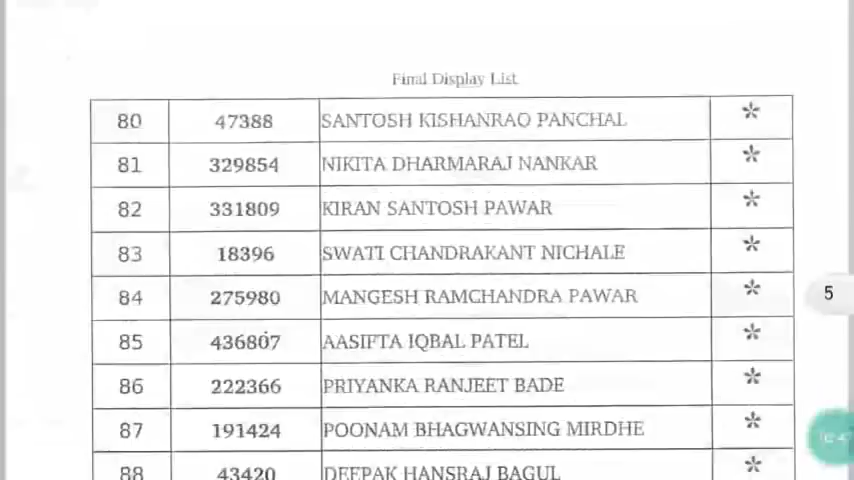 Final Display List
80 47388 SANTOSH KISHANRAO PANCHAL *
81 329854 NIKITA DHARMARAJ NANKAR *
82 331809 KIRAN SANTOSH PAWAR *
83 18396 SWATI CHANDRAKANT NICHALE *
84 275980 MANGESH RAMCHANDRA PAWAR *
5
85 436807 AASIFTA IQBAL PATEL *
86 222366 PRIYANKA RANJEET BADE *
87 191424 POONAM BHAGWANSING MIRDHE *
88 43420 DEEPAK HANSRAJ BAGUL *